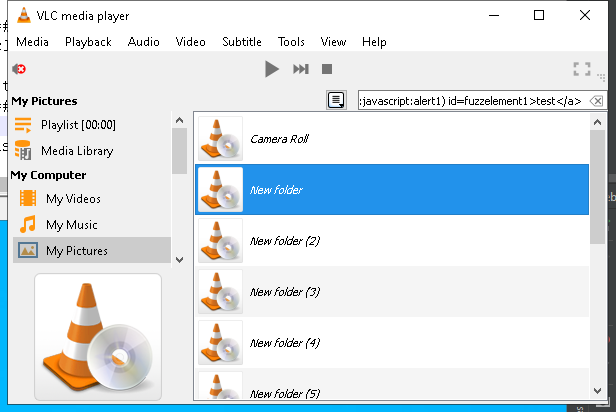 VLC media player
Media Playback Audio Video Subtitle Tools View Help
My Pictures
:javascript:alert1) id=fuzzelement1>test</a>
Playlist [00:00]
Media Library
My Computer
My Videos
My Music
My Pictures
Camera Roll
New folder
New folder (2)
New folder (3)
New folder (4)
New folder (5)